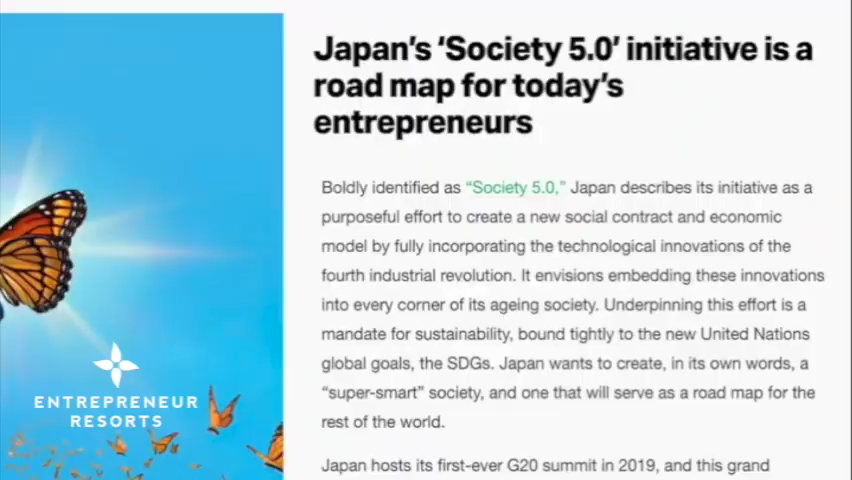 Japan's 'Society 5.0' initiative is a
road map for today's
entrepreneurs
Boldly identified as “Society 5.0,” Japan describes its initiative as a
purposeful effort to create a new social contract and economic
model by fully incorporating the technological innovations of the
fourth industrial revolution. It envisions embedding these innovations
into every corner of its ageing society. Underpinning this effort is a
mandate for sustainability, bound tightly to the new United Nations
global goals, the SDGs. Japan wants to create, in its own words, a
“super-smart” society, and one that will serve as a road map for the
rest of the world.
Japan hosts its first-ever G20 summit in 2019, and this grand
ENTREPRENEUR
RESORTS